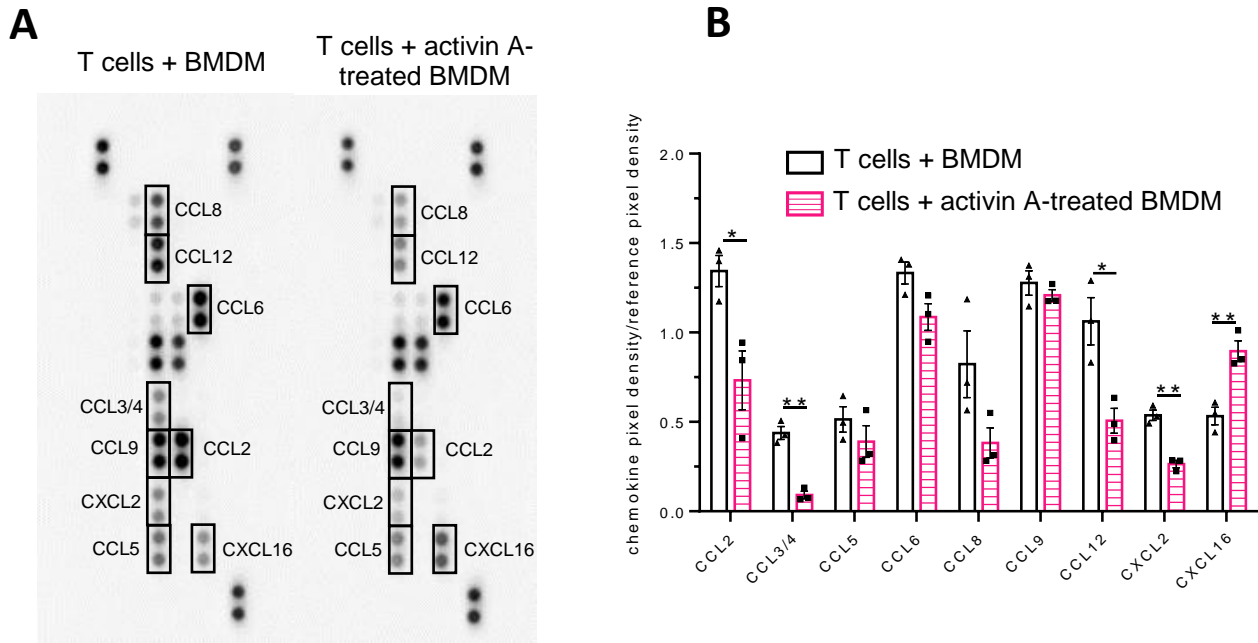 A
T cells + BMDM
T cells + activin A-
treated BMDM
CCL8
CCL12
CCL6
CCL3/4
CCL9
CCL2
CXCL2
CCL5
CXCL16
CCL8
CCL12
CCL6
CCL3/4
CCL9
CCL2
CXCL2
CCL5
CXCL16
B
chemokine pixel density/reference pixel density
T cells + BMDM
T cells + activin A-treated BMDM
2.0
1.5
1.0
0.5
0.0
*
**
*
**
**
CCL2
CCL3/4
CCL5
CCL6
CCL8
CCL9
CCL12
CXCL2
CXCL16